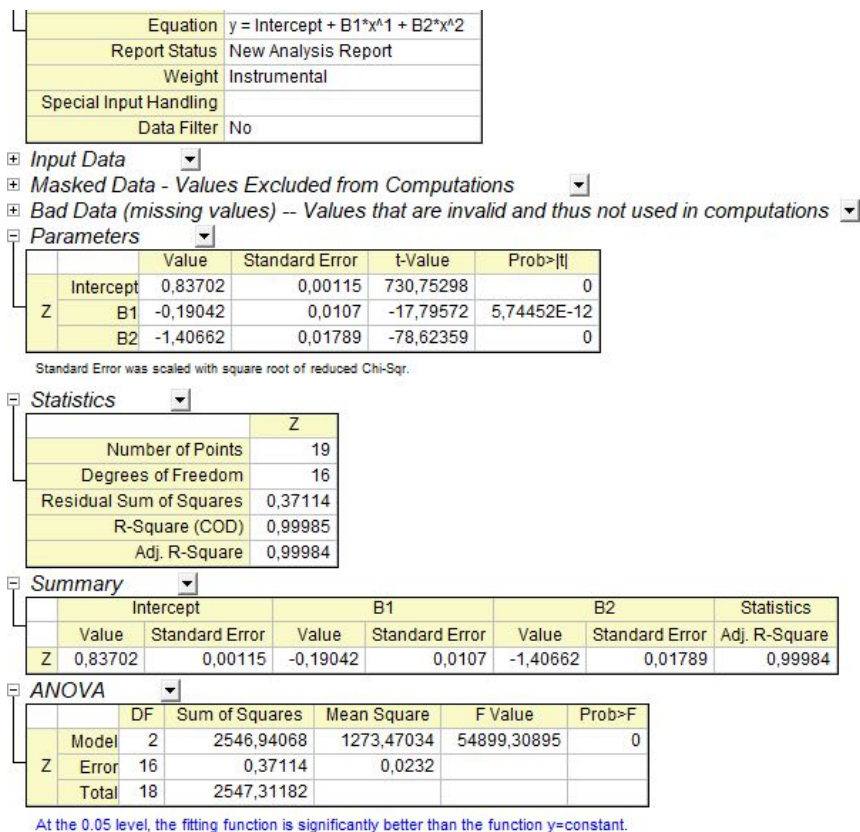 Equation y = Intercept + B1*x^1 + B2*x^2
Report Status New Analysis Report
Weight Instrumental
Special Input Handling
Data Filter No
Input Data
Masked Data - Values Excluded from Computations
Bad Data (missing values) -- Values that are invalid and thus not used in computations
Parameters
Value Standard Error t-Value Prob>|t|
Intercept 0,83702 0,00115 730,75298 0
Z B1 -0,19042 0,0107 -17,79572 5,74452E-12
B2 -1,40662 0,01789 -78,62359 0
Standard Error was scaled with square root of reduced Chi-Sqr.
Statistics
Z
Number of Points 19
Degrees of Freedom 16
Residual Sum of Squares 0,37114
R-Square (COD) 0,99985
Adj. R-Square 0,99984
Summary
Intercept B1 B2 Statistics
Value Standard Error Value Standard Error Value Standard Error Adj. R-Square
Z 0,83702 0,00115 -0,19042 0,0107 -1,40662 0,01789 0,99984
ANOVA
DF Sum of Squares Mean Square F Value Prob>F
Model 2 2546,94068 1273,47034 54899,30895 0
Z Error 16 0,37114 0,0232
Total 18 2547,31182
At the 0.05 level, the fitting function is significantly better than the function y=constant.